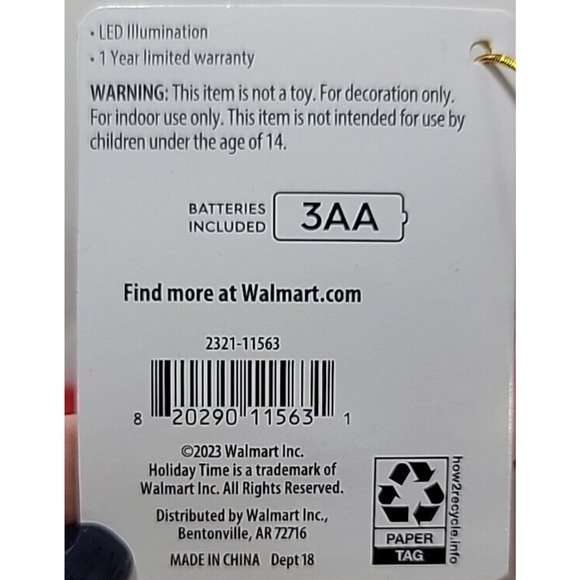 • LED Illumination
• 1 Year limited warranty
WARNING: This item is not a toy. For decoration only.
For indoor use only. This item is not intended for use by
children under the age of 14.
BATTERIES
INCLUDED
3AA
Find more at Walmart.com
2321-11563
8 20290 11563 1
©2023 Walmart Inc.
Holiday Time is a trademark of
Walmart Inc. All Rights Reserved.
Distributed by Walmart Inc.,
Bentonville, AR 72716
MADE IN CHINA Dept 18
PAPER
TAG
how2recycle.info